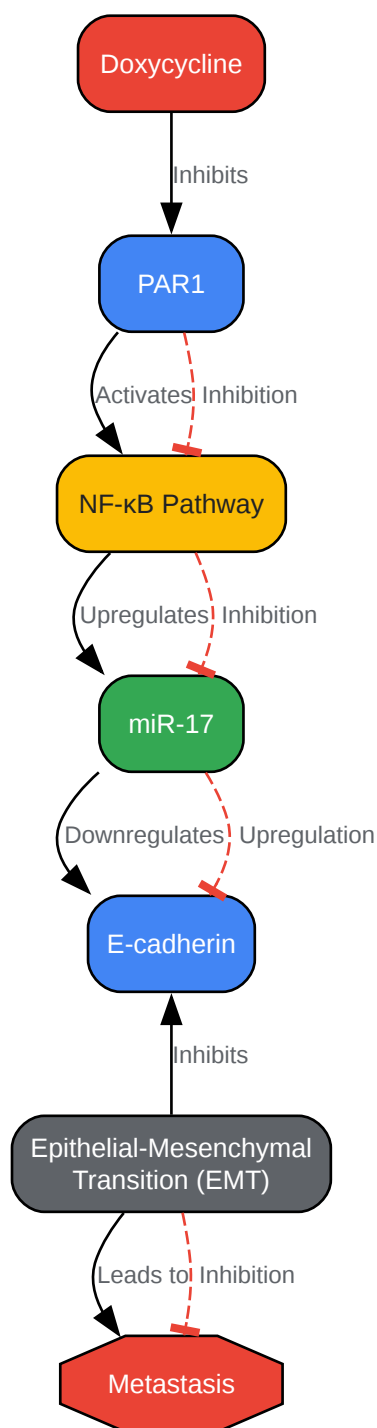 Doxycycline
Inhibits
PAR1
Activates Inhibition
NF-κB Pathway
Upregulates Inhibition
miR-17
Downregulates Upregulation
E-cadherin
Inhibits
Epithelial-Mesenchymal
Transition (EMT)
Leads to Inhibition
Metastasis